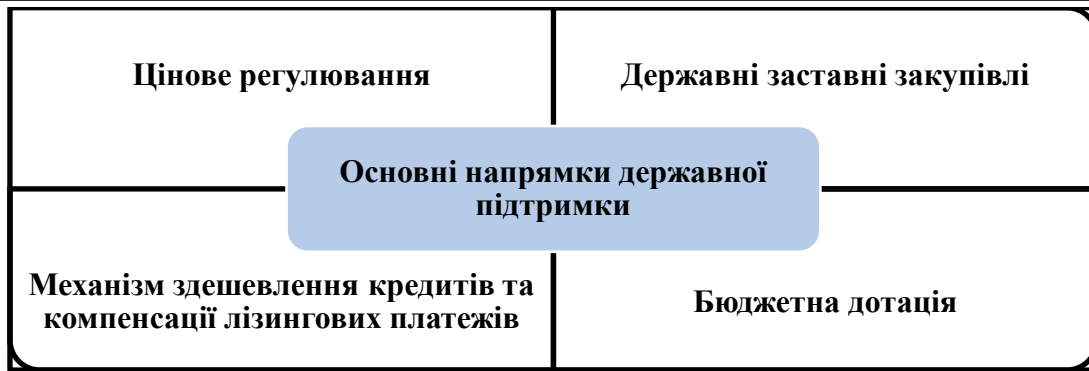 Цінове регулювання
Державні заставні закупівлі
Основні напрямки державної
підтримки
Механізм здешевлення кредитів та
компенсації лізингових платежів
Бюджетна дотація